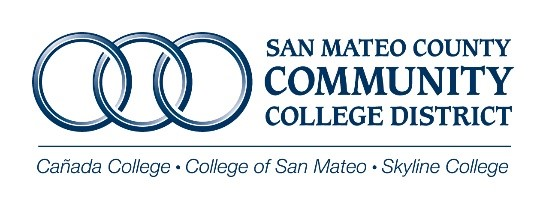 SAN MATEO COUNTY
COMMUNITY
COLLEGE DISTRICT
Cañada College • College of San Mateo • Skyline College